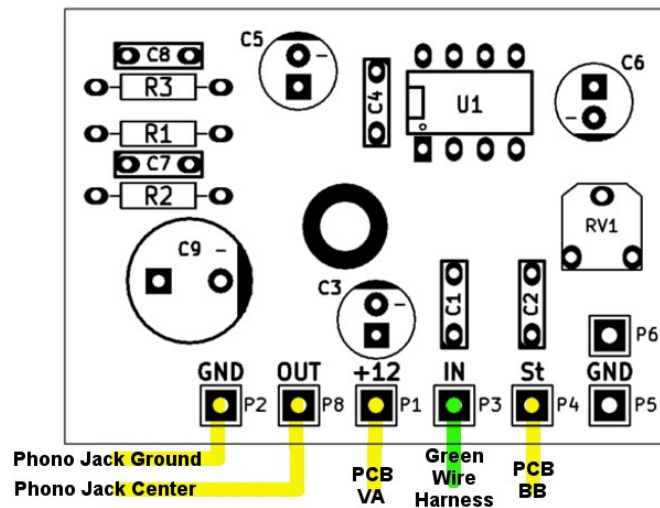 C8
C5
C6
R3
C4
U1
R1
C7
R2
RV1
C9
C3
C1
C2
P6
GND
OUT
+12
IN
St
GND
P2
P8
P1
P3
P4
P5
Phono Jack Ground
Phono Jack Center
PCB
VA
Green
Wire
Harness
PCB
BB